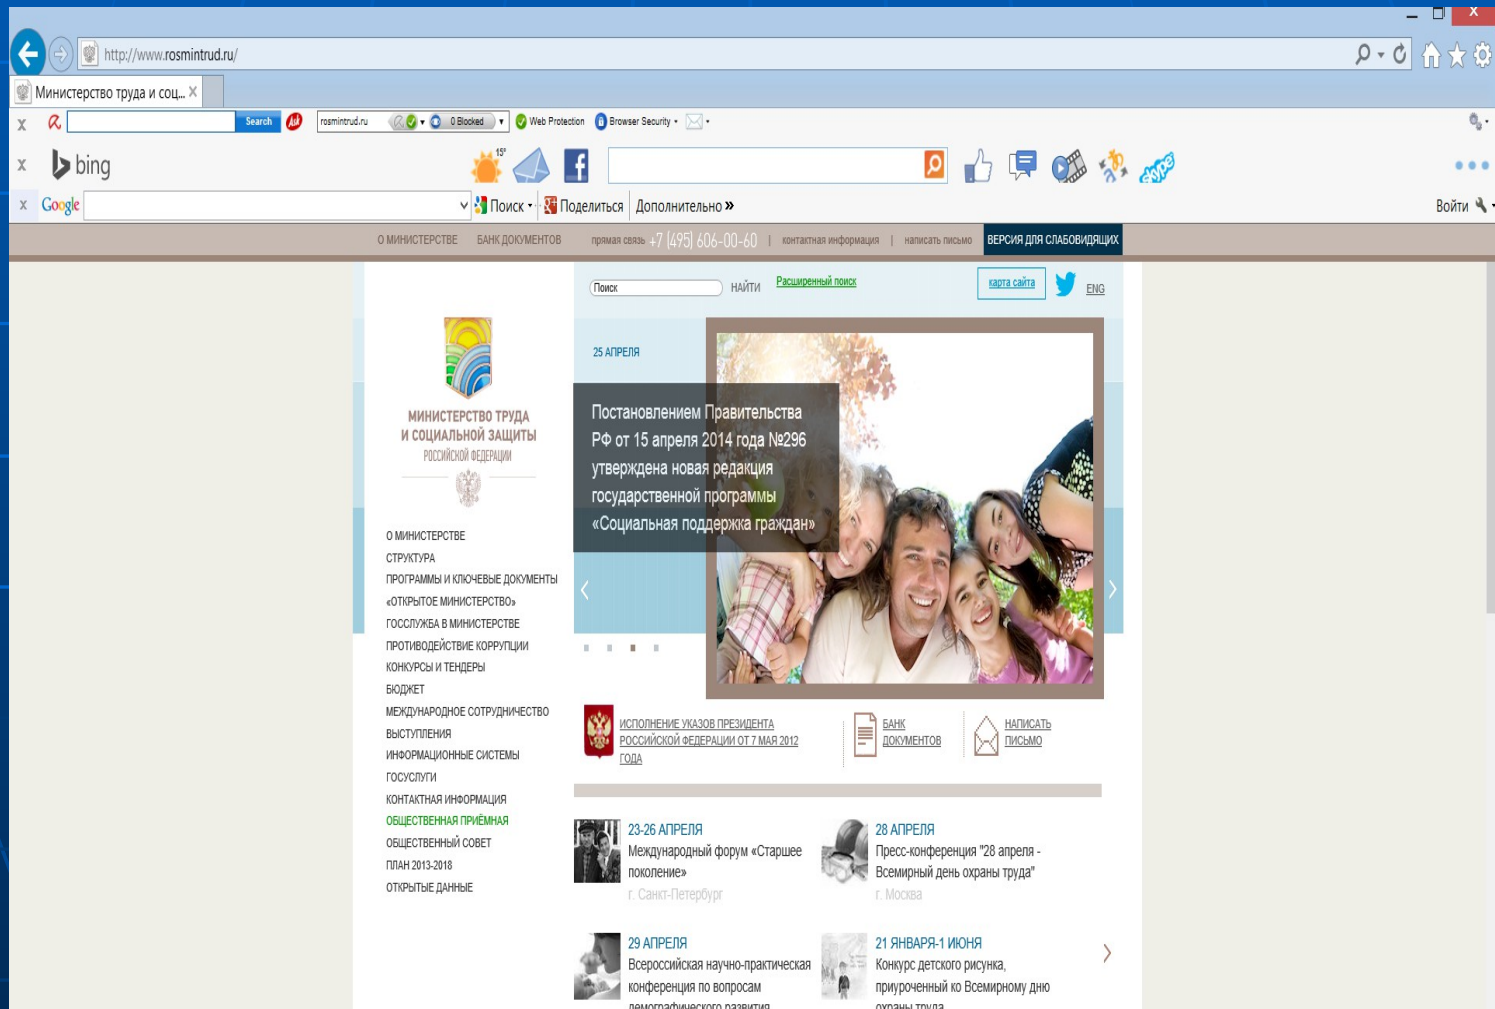 X
http://www.rosmintrud.ru/
Министерство труда и соц... X
X Search Ask rosmintrud.ru 0 Blocked Web Protection Browser Security
X bing 15° f skype
X Google Поиск Поделиться Дополнительно » Войти
О МИНИСТЕРСТВЕ БАНК ДОКУМЕНТОВ прямая связь +7 (495) 606-00-60 | контактная информация | написать письмо ВЕРСИЯ ДЛЯ СЛАБОВИДЯЩИХ
Поиск НАЙТИ Расширенный поиск карта сайта ENG
МИНИСТЕРСТВО ТРУДА
И СОЦИАЛЬНОЙ ЗАЩИТЫ
РОССИЙСКОЙ ФЕДЕРАЦИИ
О МИНИСТЕРСТВЕ
СТРУКТУРА
ПРОГРАММЫ И КЛЮЧЕВЫЕ ДОКУМЕНТЫ
«ОТКРЫТОЕ МИНИСТЕРСТВО»
ГОССЛУЖБА В МИНИСТЕРСТВЕ
ПРОТИВОДЕЙСТВИЕ КОРРУПЦИИ
КОНКУРСЫ И ТЕНДЕРЫ
БЮДЖЕТ
МЕЖДУНАРОДНОЕ СОТРУДНИЧЕСТВО
ВЫСТУПЛЕНИЯ
ИНФОРМАЦИОННЫЕ СИСТЕМЫ
ГОСУСЛУГИ
КОНТАКТНАЯ ИНФОРМАЦИЯ
ОБЩЕСТВЕННАЯ ПРИЁМНАЯ
ОБЩЕСТВЕННЫЙ СОВЕТ
ПЛАН 2013-2018
ОТКРЫТЫЕ ДАННЫЕ
25 АПРЕЛЯ
Постановлением Правительства
РФ от 15 апреля 2014 года №296
утверждена новая редакция
государственной программы
«Социальная поддержка граждан»
ИСПОЛНЕНИЕ УКАЗОВ ПРЕЗИДЕНТА
РОССИЙСКОЙ ФЕДЕРАЦИИ ОТ 7 МАЯ 2012
ГОДА
БАНК
ДОКУМЕНТОВ
НАПИСАТЬ
ПИСЬМО
23-26 АПРЕЛЯ
Международный форум «Старшее
поколение»
г. Санкт-Петербург
28 АПРЕЛЯ
Пресс-конференция "28 апреля -
Всемирный день охраны труда"
г. Москва
29 АПРЕЛЯ
Всероссийская научно-практическая
конференция по вопросам
демографического развития
21 ЯНВАРЯ-1 ИЮНЯ
Конкурс детского рисунка,
приуроченный ко Всемирному дню
охраны труда